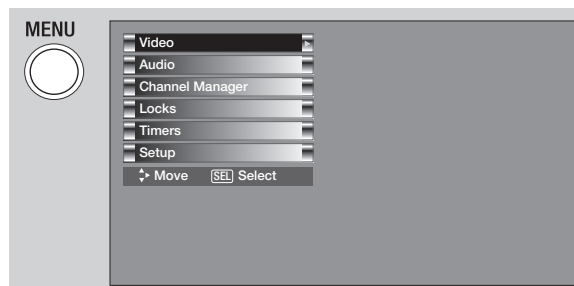 MENU
Video
Audio
Channel Manager
Locks
Timers
Setup
Move SEL Select